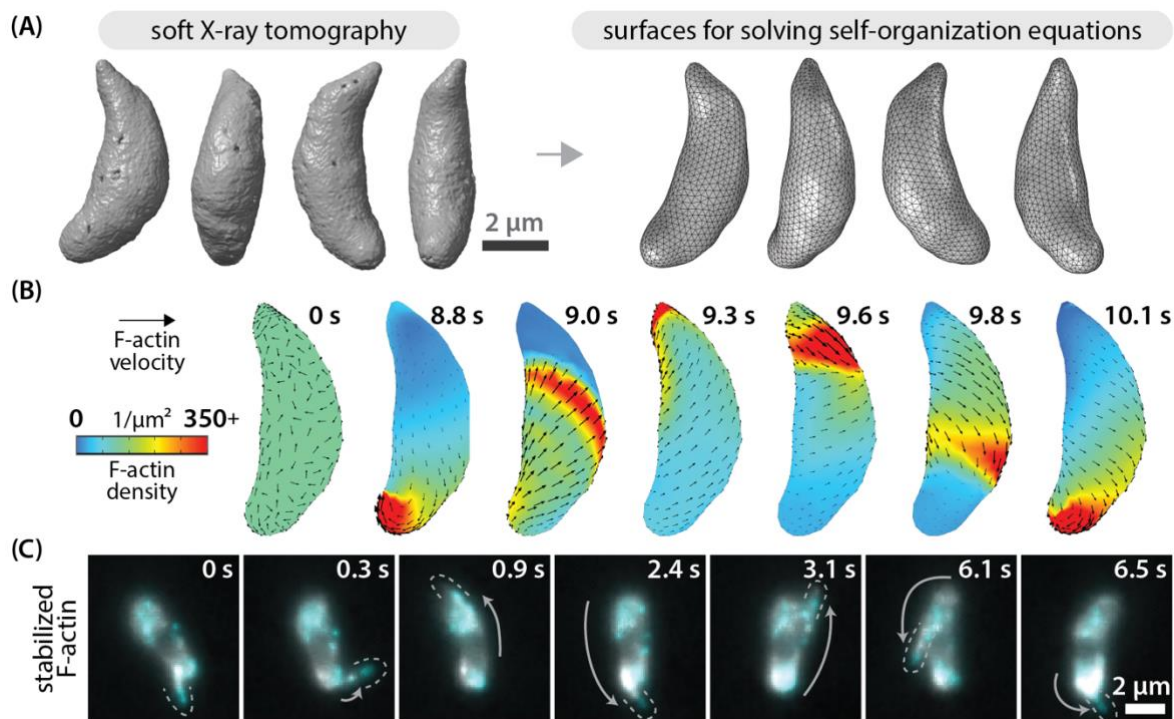 (A)
soft X-ray tomography
surfaces for solving self-organization equations
2 µm
(B)
F-actin
velocity
0 1/µm² 350+
F-actin
density
0 s 8.8 s 9.0 s 9.3 s 9.6 s 9.8 s 10.1 s
(C)
stabilized
F-actin
0 s 0.3 s 0.9 s 2.4 s 3.1 s 6.1 s 6.5 s
2 µm